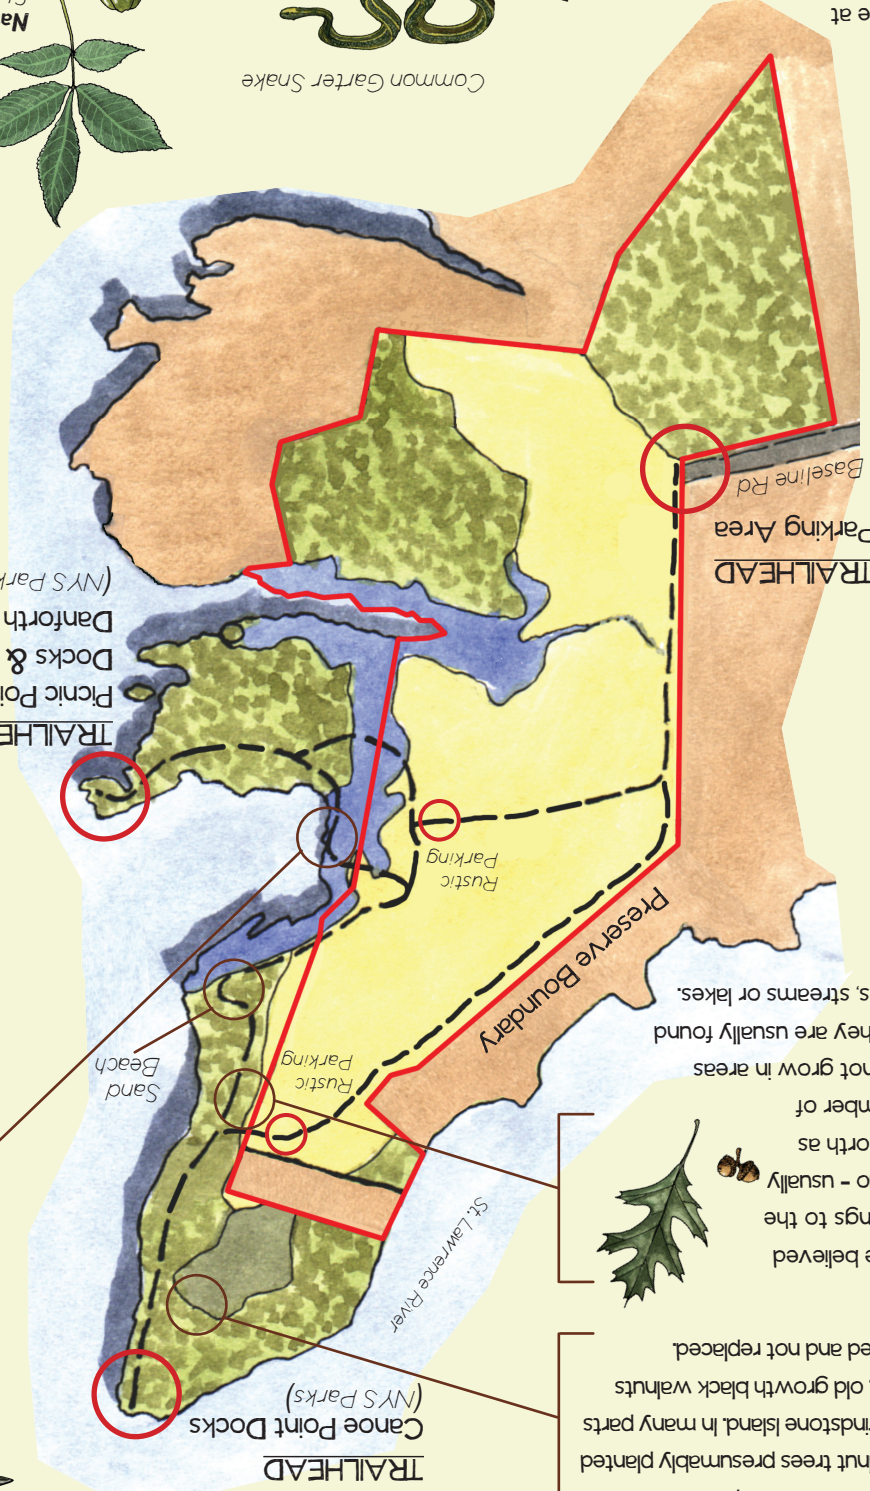 nut trees presumably planted
indstone Island. In many parts
, old growth black walnuts
ed and not replaced.
TRAILHEAD
Canoe Point Docks
(NYS Parks)
e believed
ngs to the
o – usually
orth as
mber of
not grow in areas
hey are usually found
s, streams or lakes.
St. Lawrence River
Rustic
Parking
Sand
Beach
Preserve Boundary
Rustic
Parking
TRAILHE
Picnic Poi
Docks &
Danforth
(NYS Park
TRAILHEAD
Parking Area
Baseline Rd
Common Garter Snake
Na
e at